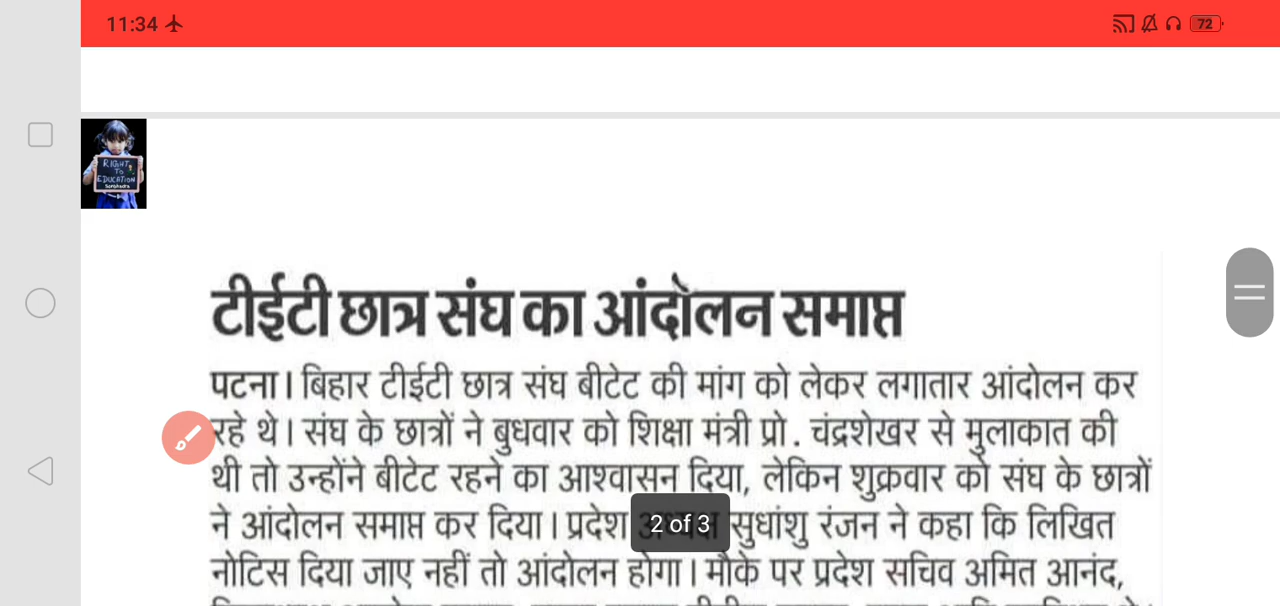 11:34
72
RIGHT
TO
EDUCATION
टीईटी छात्र संघ का आंदोलन समाप्त
पटना। बिहार टीईटी छात्र संघ बीटेट की मांग को लेकर लगातार आंदोलन कर
रहे थे। संघ के छात्रों ने बुधवार को शिक्षा मंत्री प्रो. चंद्रशेखर से मुलाकात की
थी तो उन्होंने बीटेट रहने का आश्वासन दिया, लेकिन शुक्रवार को संघ के छात्रों
ने आंदोलन समाप्त कर दिया। प्रदेश सुधांशु रंजन ने कहा कि लिखित
2 of 3
नोटिस दिया जाए नहीं तो आंदोलन होगा। मौके पर प्रदेश सचिव अमित आनंद,